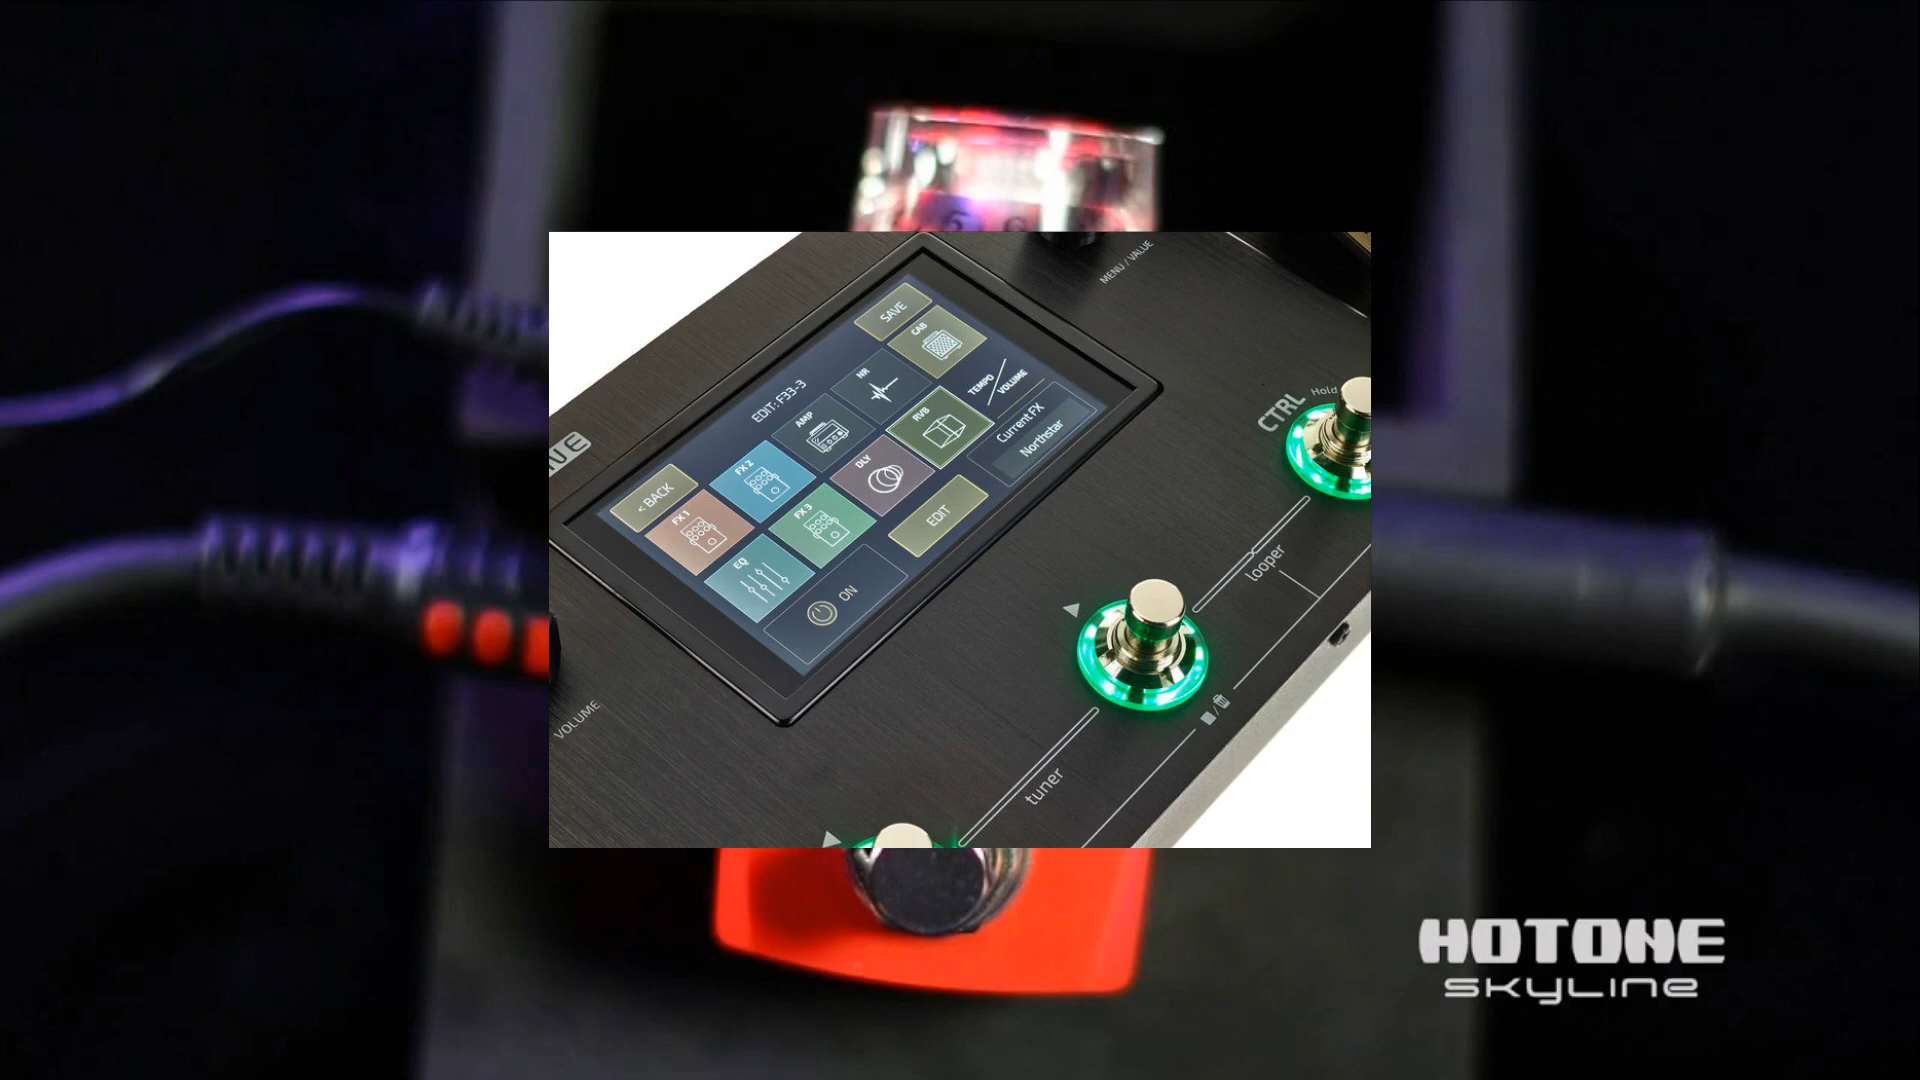 MENU / VALUE
SAVE
CAB
EDIT: F33-3
NR
TEMPO
VOLUME
AMP
RVB
Current FX
Northstar
< BACK
FX 2
DLY
FX 1
FX 3
EDIT
EQ
ON
CTRL
Hold
looper
VOLUME
tuner
HOTONE
SKYLINE